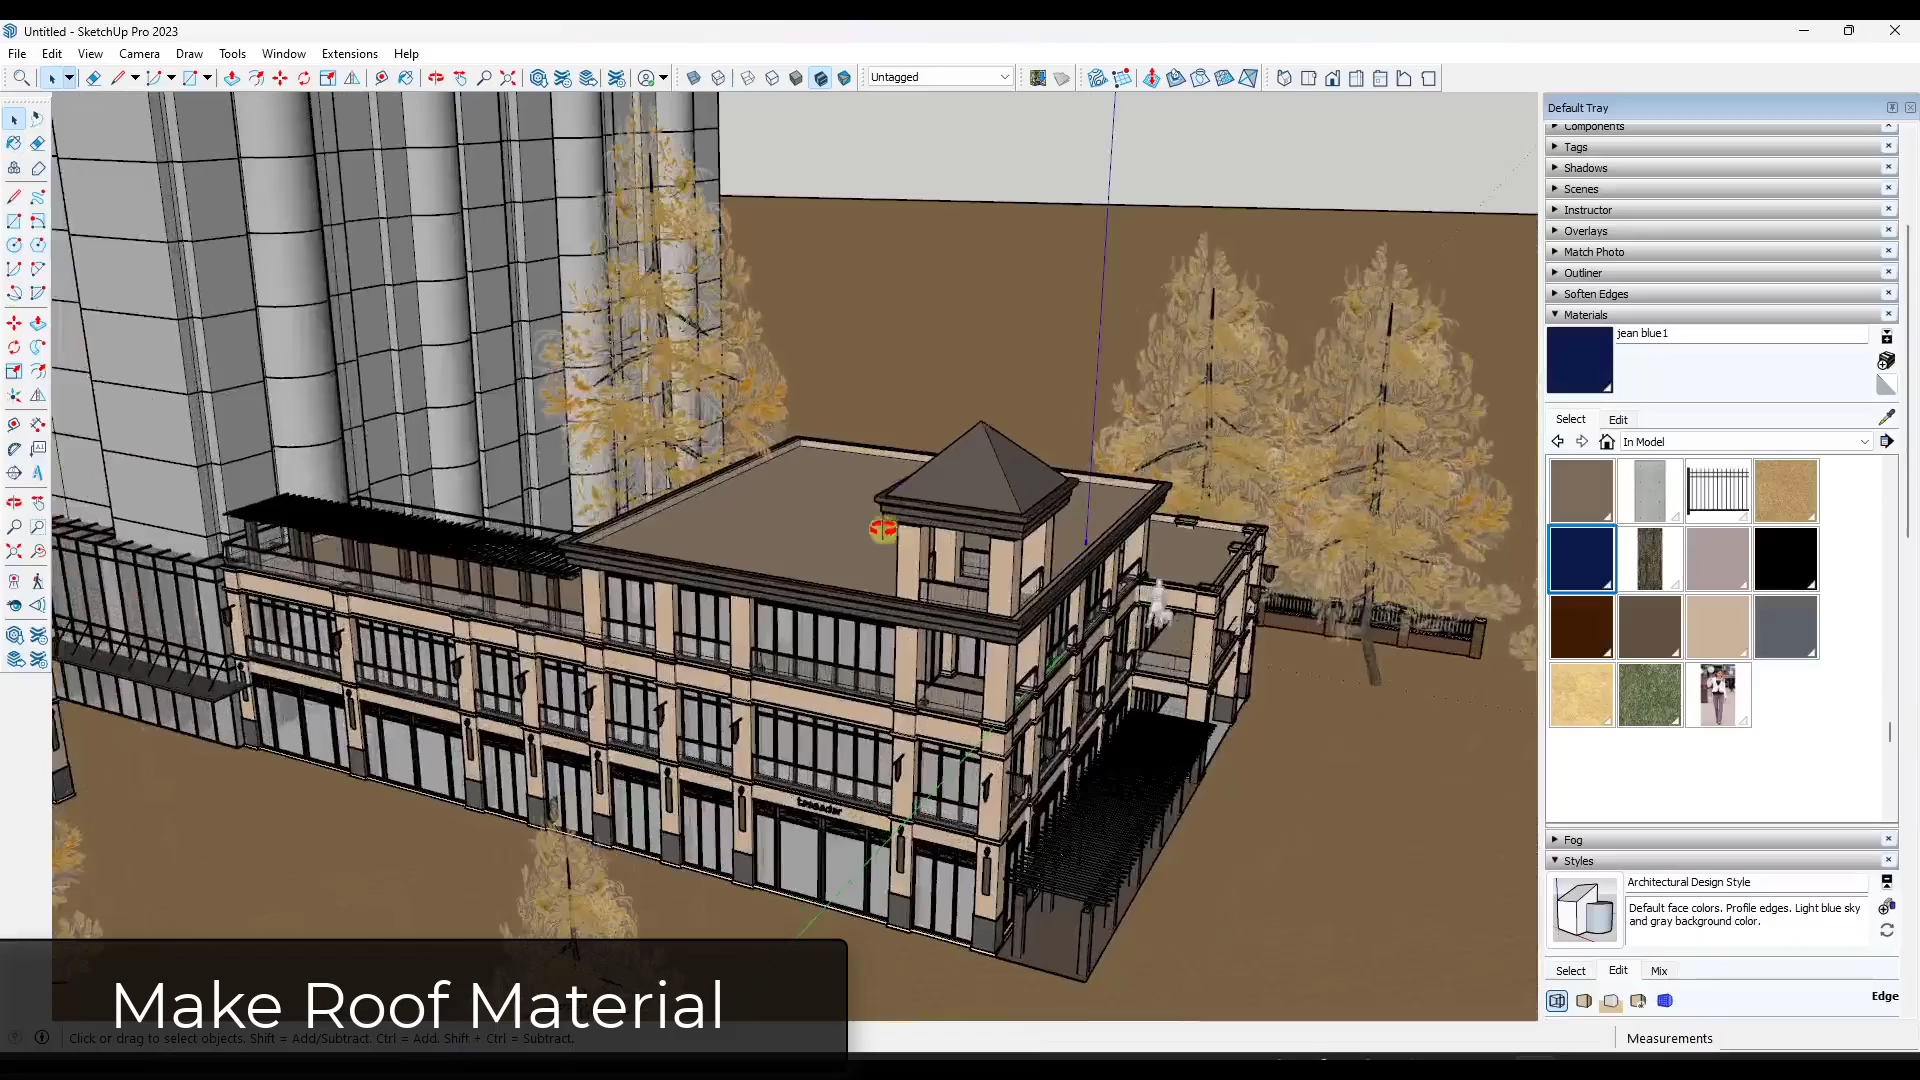 Untitled - SketchUp Pro 2023
File Edit View Camera Draw Tools Window Extensions Help
Untagged
Default Tray
Components
Tags
Shadows
Scenes
Instructor
Overlays
Match Photo
Outliner
Soften Edges
Materials
jean blue1
Select Edit
In Model
Fog
Styles
Architectural Design Style
Default face colors. Profile edges. Light blue sky
and gray background color.
Select Edit Mix
Edge
Make Roof Material
Click or drag to select objects. Shift = Add/Subtract. Ctrl = Add. Shift + Ctrl = Subtract.
Measurements